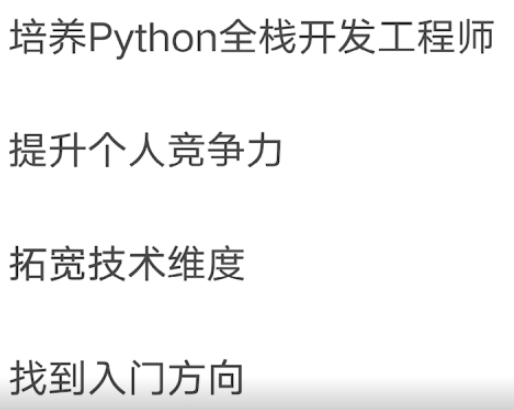 培养Python全栈开发工程师
提升个人竞争力
拓宽技术维度
找到入门方向